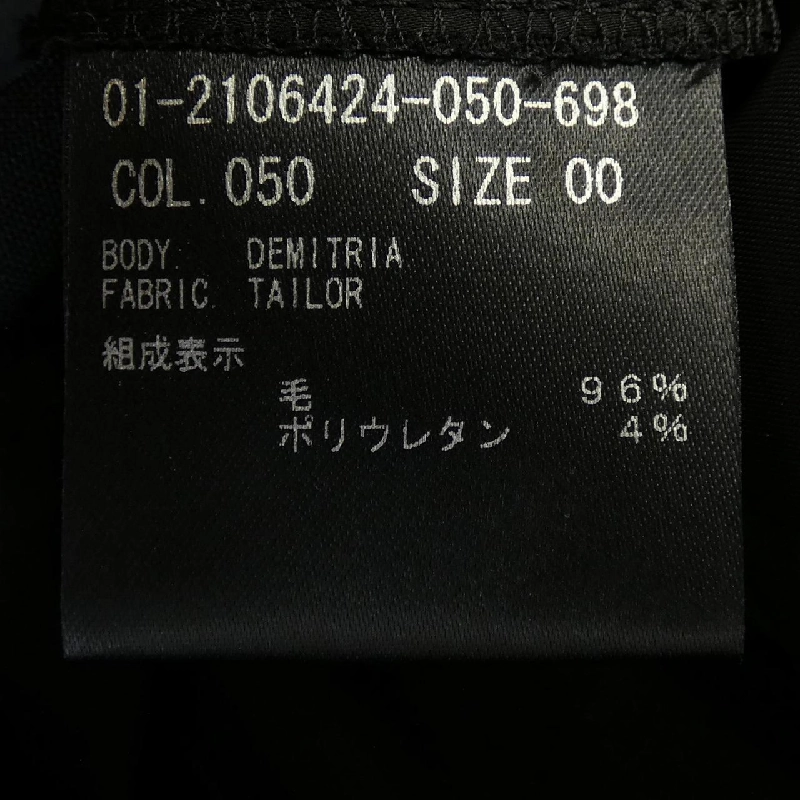 01-2106424-050-698
COL. 050 SIZE 00
BODY. DEMITRIA
FABRIC. TAILOR
組成表示
毛 96%
ポリウレタン 4%